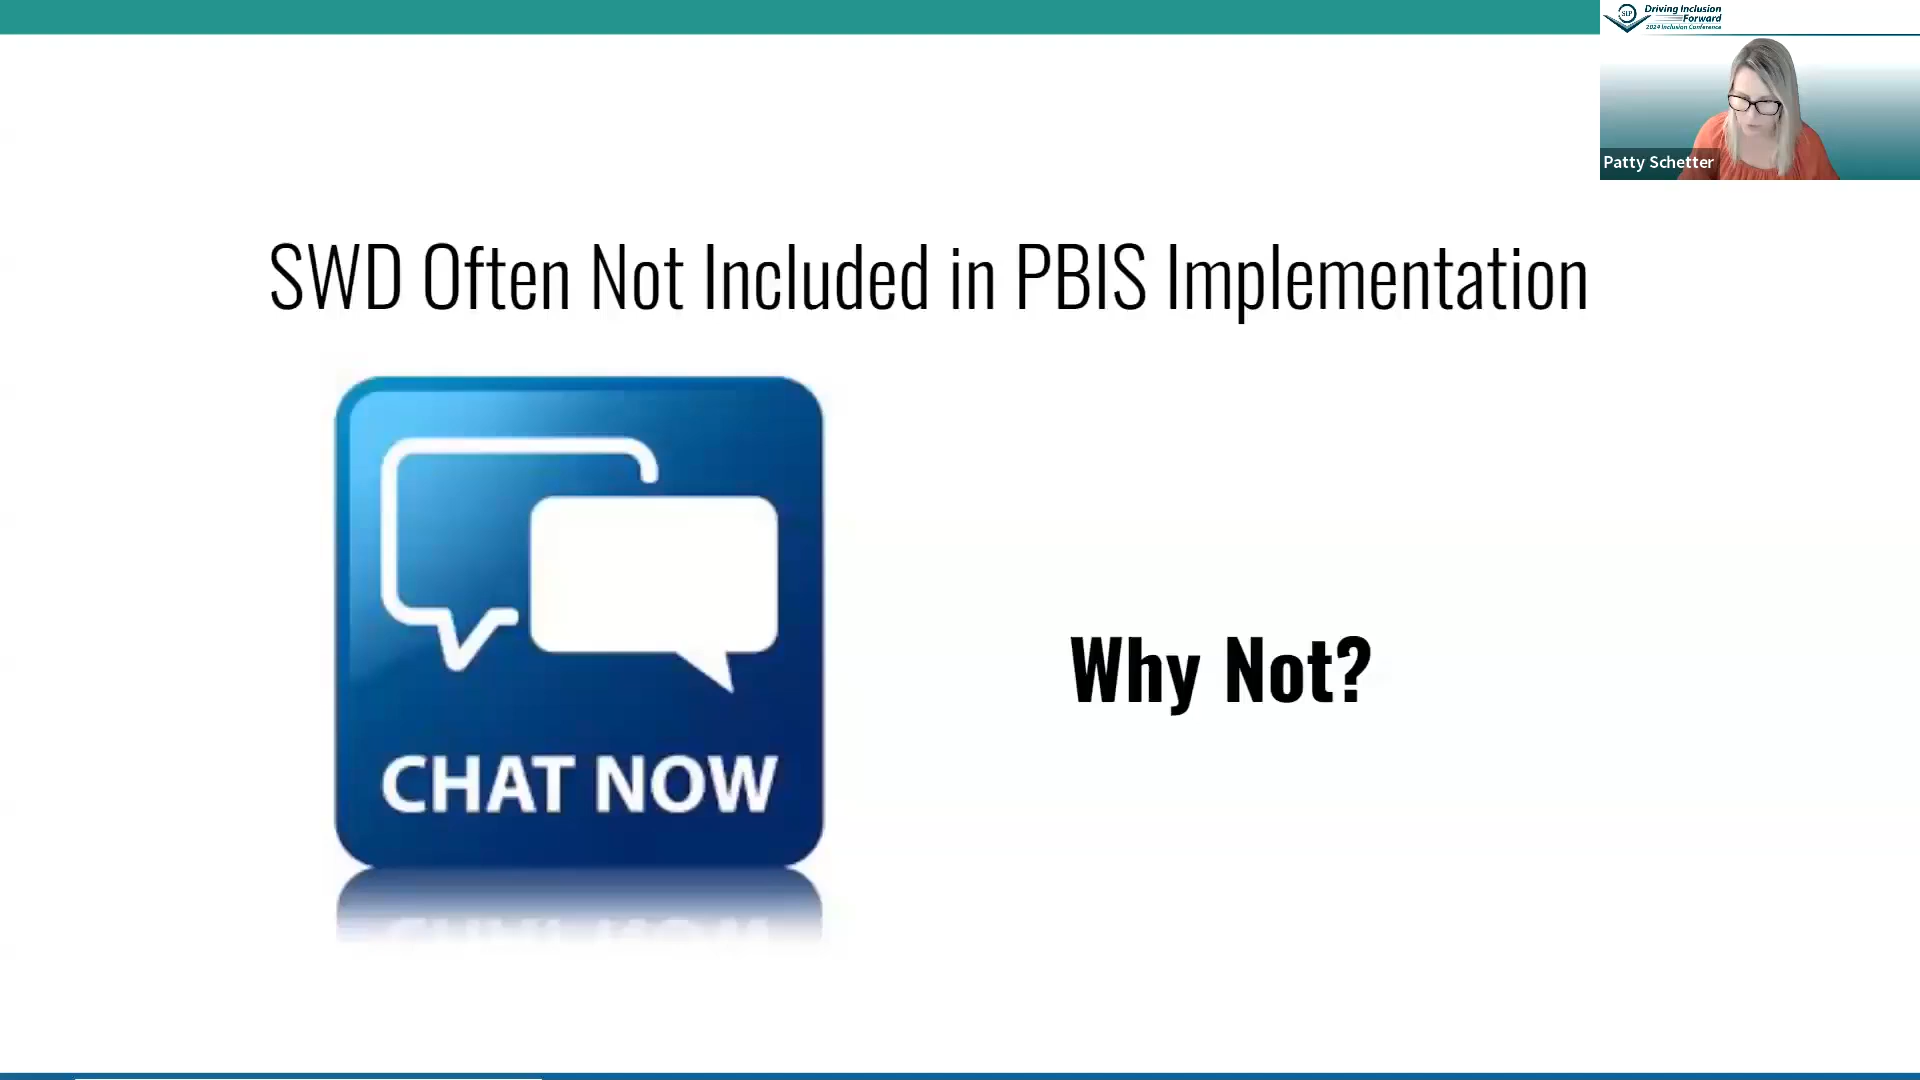 SIP
Driving Inclusion
Forward
2024 Inclusion Conference
Patty Schetter
SWD Often Not Included in PBIS Implementation
CHAT NOW
Why Not?